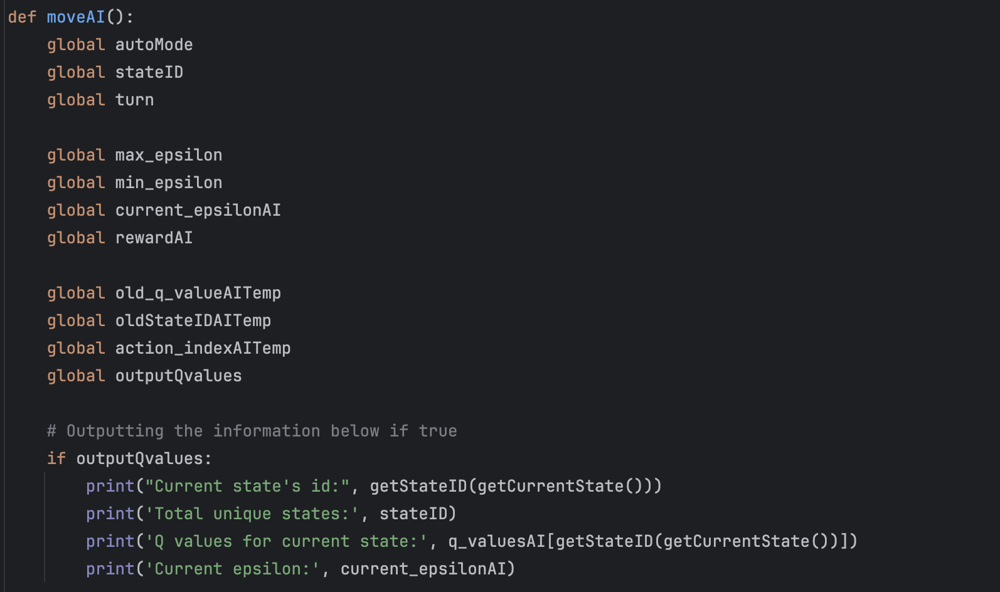 def moveAI():
    global autoMode
    global stateID
    global turn

    global max_epsilon
    global min_epsilon
    global current_epsilonAI
    global rewardAI

    global old_q_valueAITemp
    global oldStateIDAITemp
    global action_indexAITemp
    global outputQvalues

    # Outputting the information below if true
    if outputQvalues:
        print("Current state's id:", getStateID(getCurrentState()))
        print('Total unique states:', stateID)
        print('Q values for current state:', q_valuesAI[getStateID(getCurrentState())])
        print('Current epsilon:', current_epsilonAI)